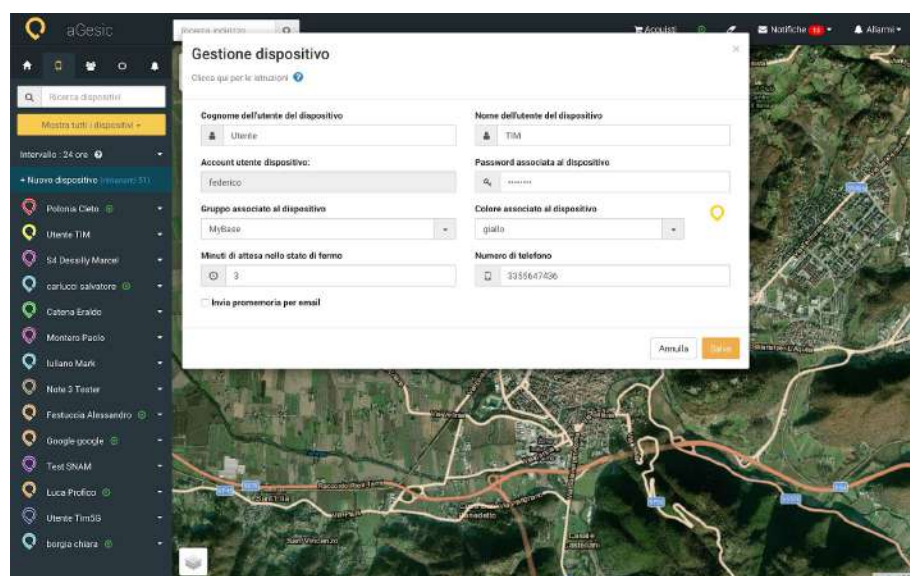 aGesic
Ricerca indirizzo
Acquisti
Notifiche
Allarmi
Ricerca dispositivi
Mostra tutti i dispositivi
Intervallo : 24 ore
+ Nuovo dispositivo (rimanenti 51)
Polonia Cleto
Utente TIM
S4 Dessilly Marcel
carlucci salvatore
Catena Eraldo
Montero Paolo
Iuliano Mark
Note 3 Tester
Festuccia Alessandro
Google google
Test SNAM
Luca Profico
Utente Tim5G
borgia chiara
Gestione dispositivo
×
Clicca qui per le istruzioni
Cognome dell'utente del dispositivo
Nome dell'utente del dispositivo
Utente
TIM
Account utente dispositivo:
Password associata al dispositivo
federico
Gruppo associato al dispositivo
Colore associato al dispositivo
MyBase
giallo
Minuti di attesa nello stato di fermo
Numero di telefono
3
3355647436
Invia promemoria per email
Annulla
Salva